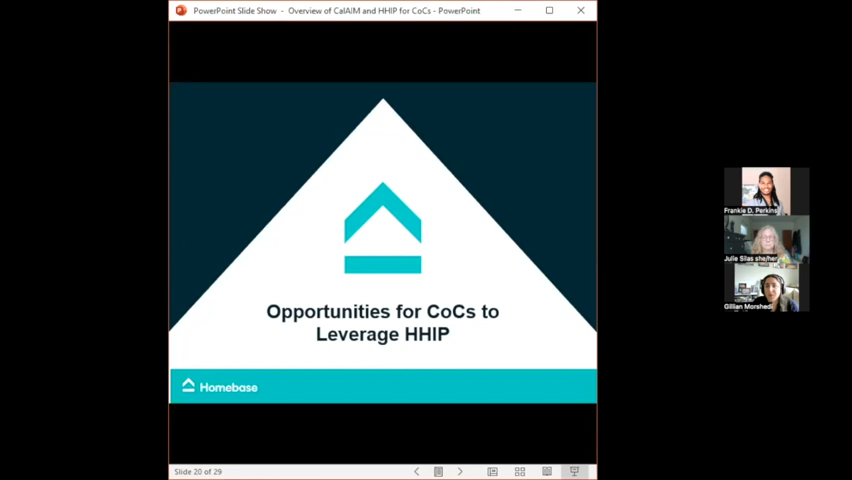 PowerPoint Slide Show - Overview of CalAIM and HHIP for CoCs - PowerPoint
Opportunities for CoCs to
Leverage HHIP
Homebase
Slide 20 of 29
Frankie D. Perkins
Julie Silas she/her
Gillian Morshedi